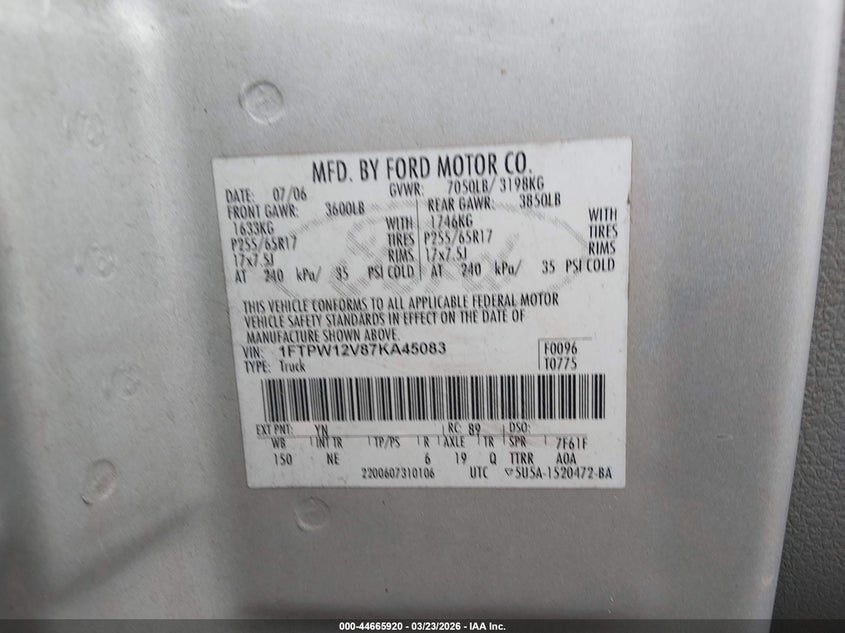 MFD. BY FORD MOTOR CO.
DATE: 07/06 GVWR: 7050LB/ 3198KG
FRONT GAWR: 3600LB REAR GAWR: 3850LB
1633KG WITH 1746KG WITH
P255/65R17 TIRES P255/65R17 TIRES
17x7.5J RIMS 17x7.5J RIMS
AT 240 kPa/ 35 PSI COLD AT 240 kPa/ 35 PSI COLD
THIS VEHICLE CONFORMS TO ALL APPLICABLE FEDERAL MOTOR
VEHICLE SAFETY STANDARDS IN EFFECT ON THE DATE OF
MANUFACTURE SHOWN ABOVE.
VIN: 1FTPW12V87KA45083 F0096
TYPE: Truck T0775
EXT PNT: YN RC: 89 DSO:
WB INT TR TP/PS R AXLE TR SPR 7F61F
150 NE 6 19 Q TTRR AOA
2200607310106 UTC ▽5U5A-1520472-BA
000-44665920 | 03/23/2026 - IAA Inc.